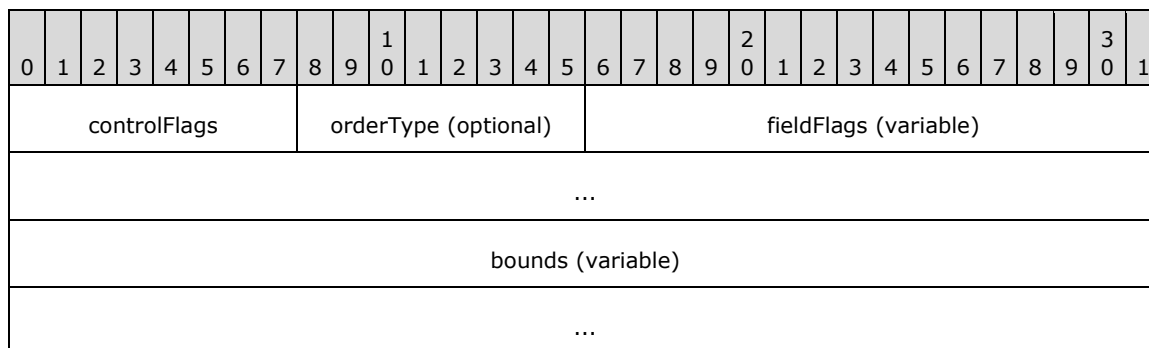 1 2 3
0 1 2 3 4 5 6 7 8 9 0 1 2 3 4 5 6 7 8 9 0 1 2 3 4 5 6 7 8 9 0 1
controlFlags orderType (optional) fieldFlags (variable)
...
bounds (variable)
...